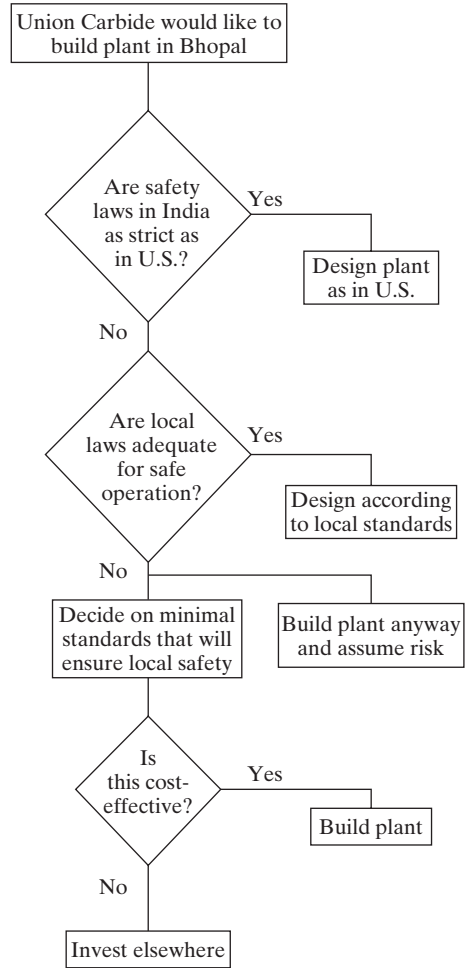 Union Carbide would like to
build plant in Bhopal
Are safety
laws in India
as strict as
in U.S.?
Yes
Design plant
as in U.S.
No
Are local
laws adequate
for safe
operation?
Yes
Design according
to local standards
No
Decide on minimal
standards that will
ensure local safety
Build plant anyway
and assume risk
Is
this cost-
effective?
Yes
Build plant
No
Invest elsewhere